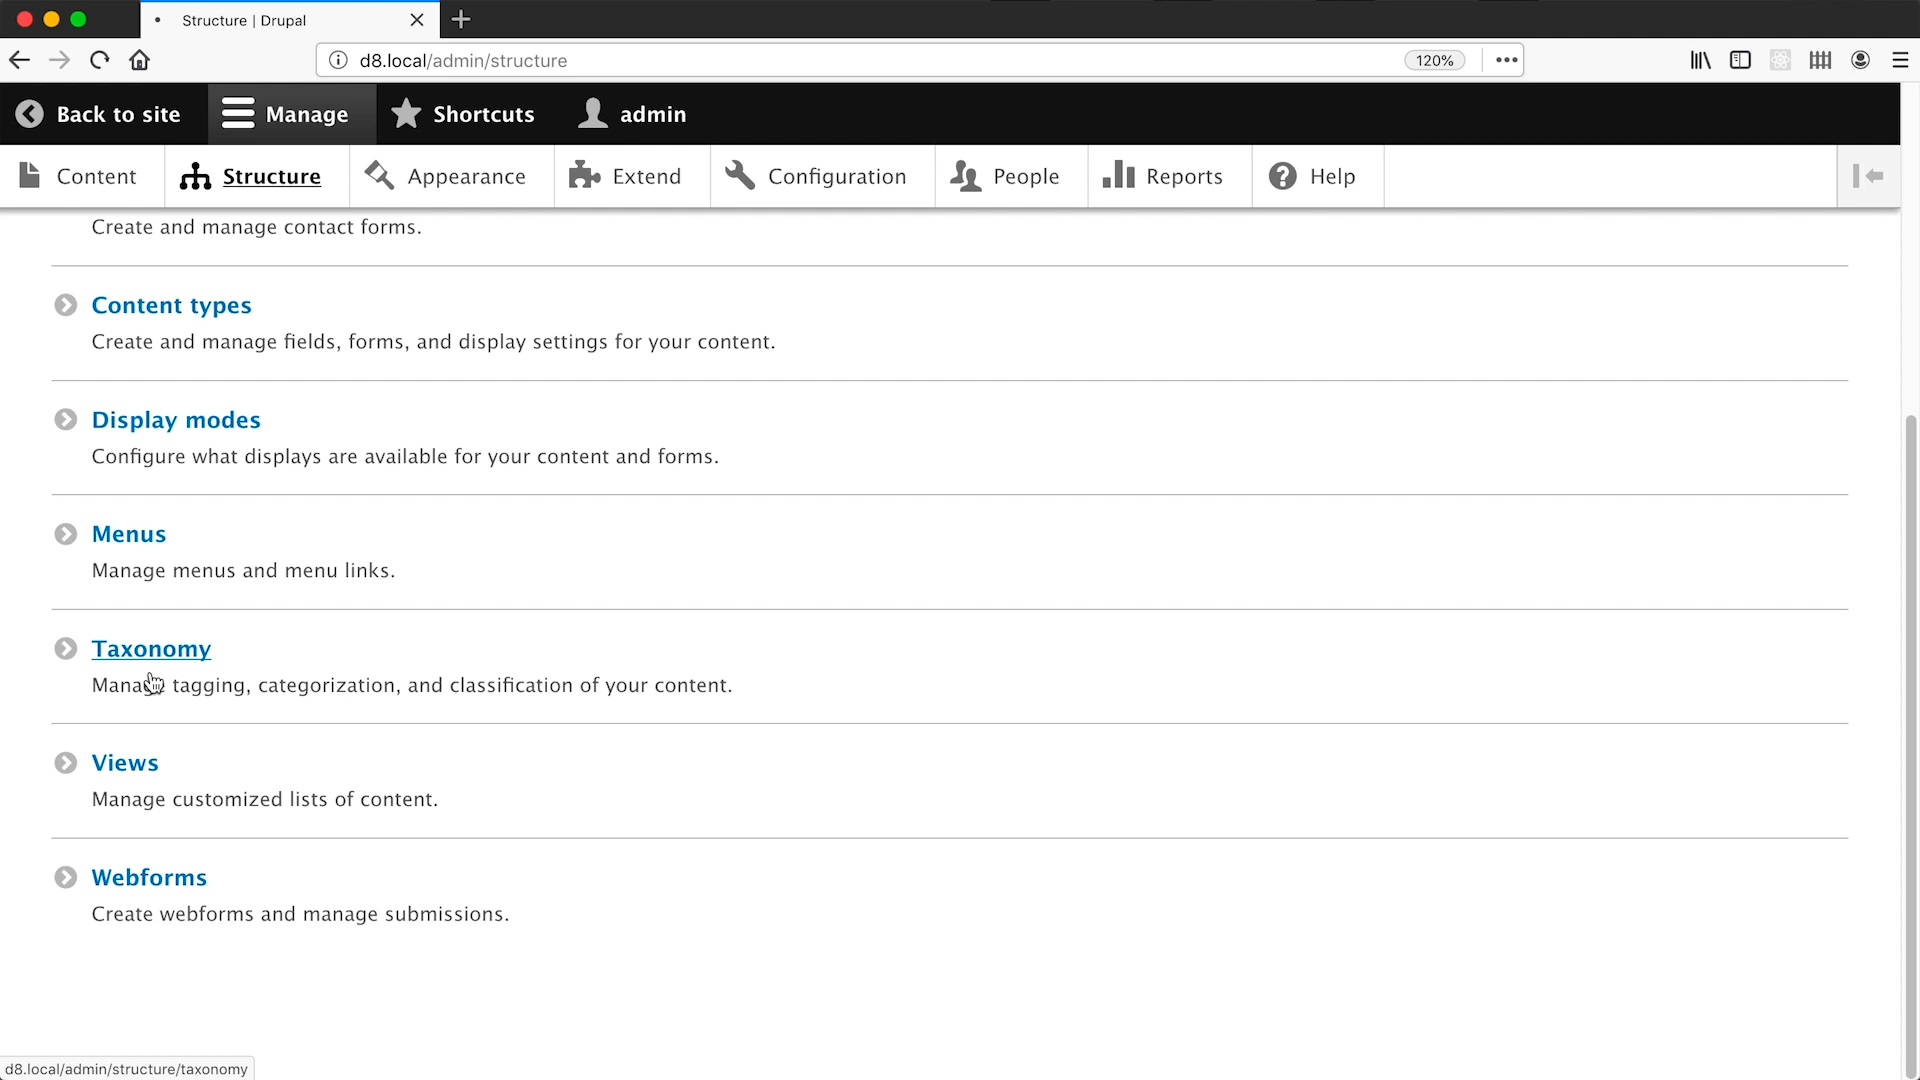 Structure | Drupal
d8.local/admin/structure
120%
Back to site
Manage
Shortcuts
admin
Content
Structure
Appearance
Extend
Configuration
People
Reports
Help
Create and manage contact forms.
Content types
Create and manage fields, forms, and display settings for your content.
Display modes
Configure what displays are available for your content and forms.
Menus
Manage menus and menu links.
Taxonomy
Manage tagging, categorization, and classification of your content.
Views
Manage customized lists of content.
Webforms
Create webforms and manage submissions.
d8.local/admin/structure/taxonomy